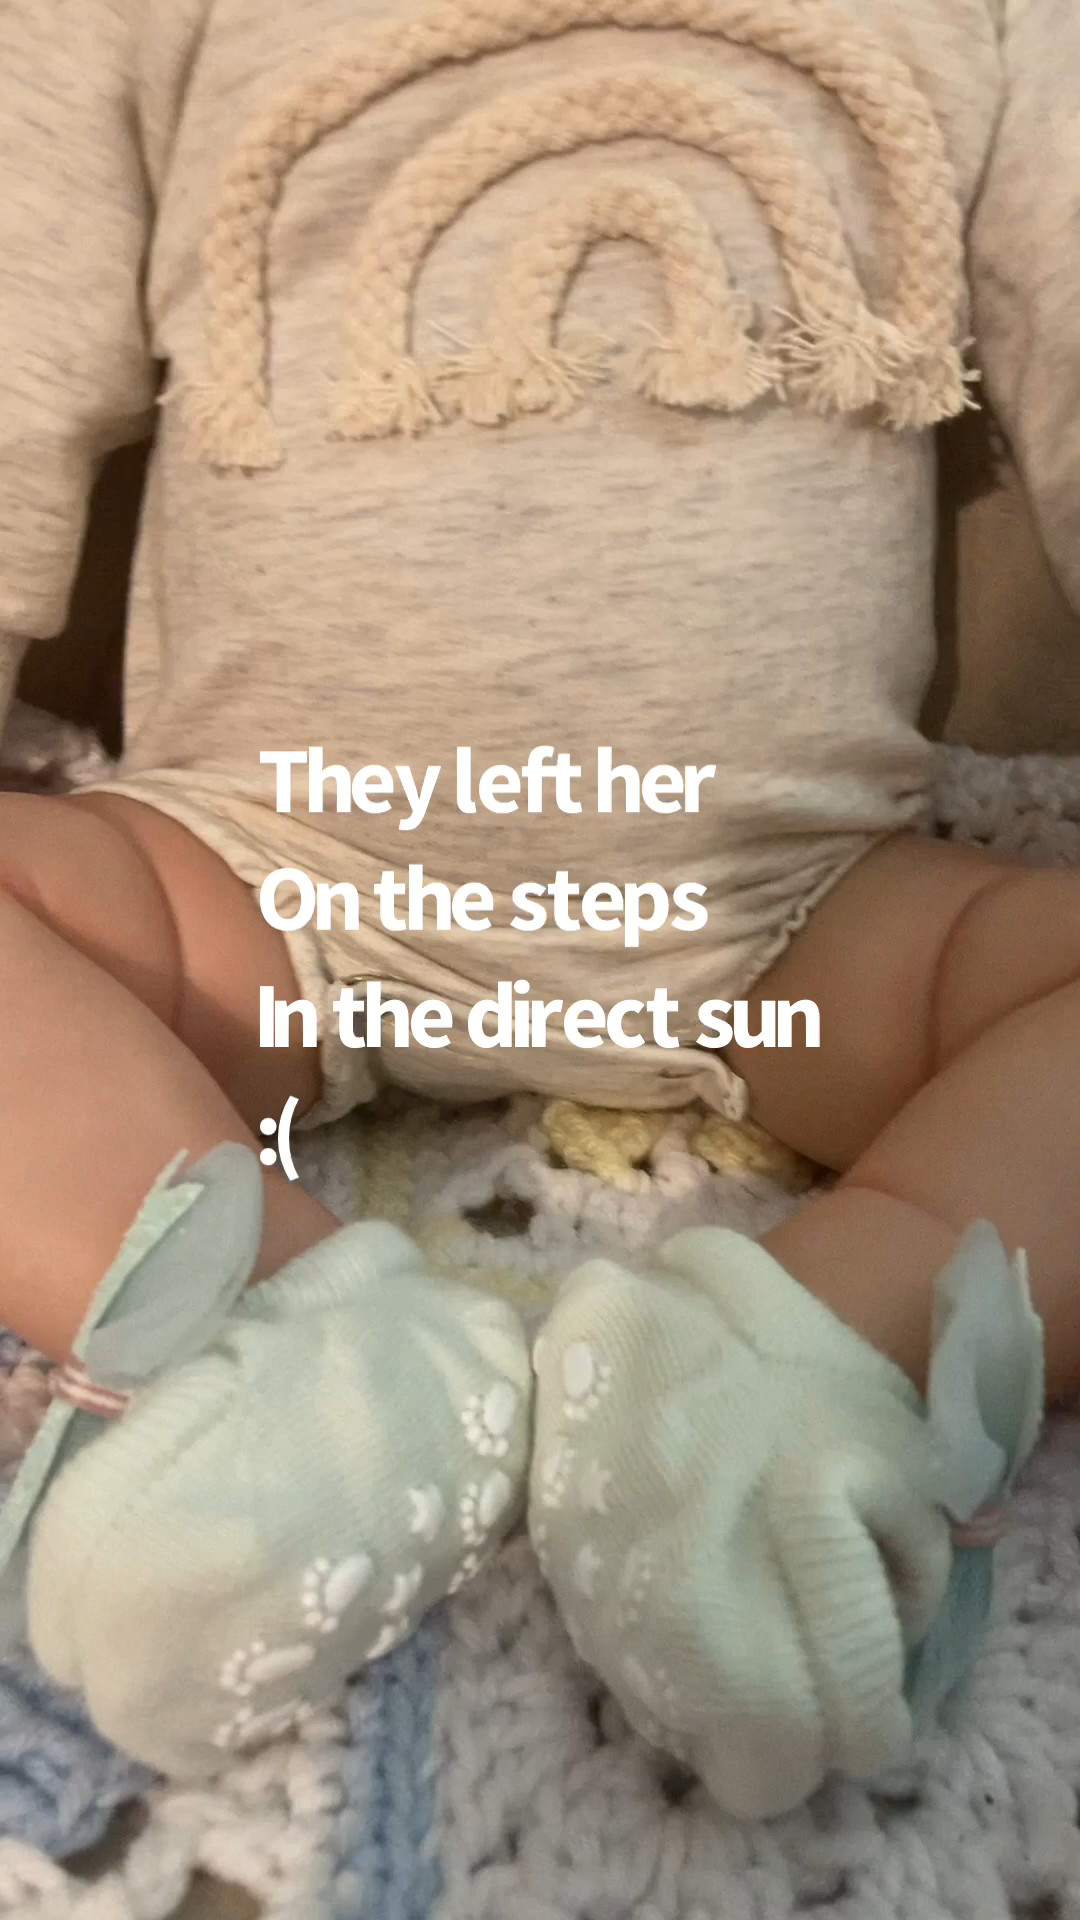 They left her
On the steps
In the direct sun
:(